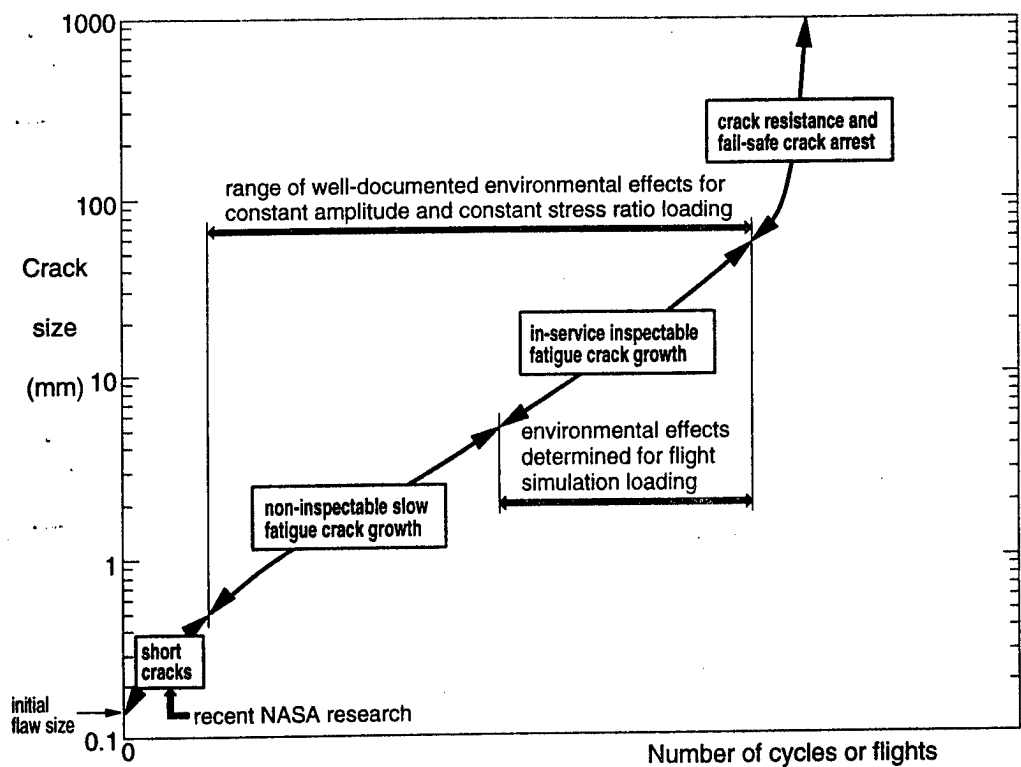 1000
crack resistance and
fail-safe crack arrest
range of well-documented environmental effects for
constant amplitude and constant stress ratio loading
100
Crack
size
(mm)
in-service inspectable
fatigue crack growth
10
environmental effects
determined for flight
simulation loading
non-inspectable slow
fatigue crack growth
1
short
cracks
initial
flaw size
recent NASA research
0.1
0
Number of cycles or flights